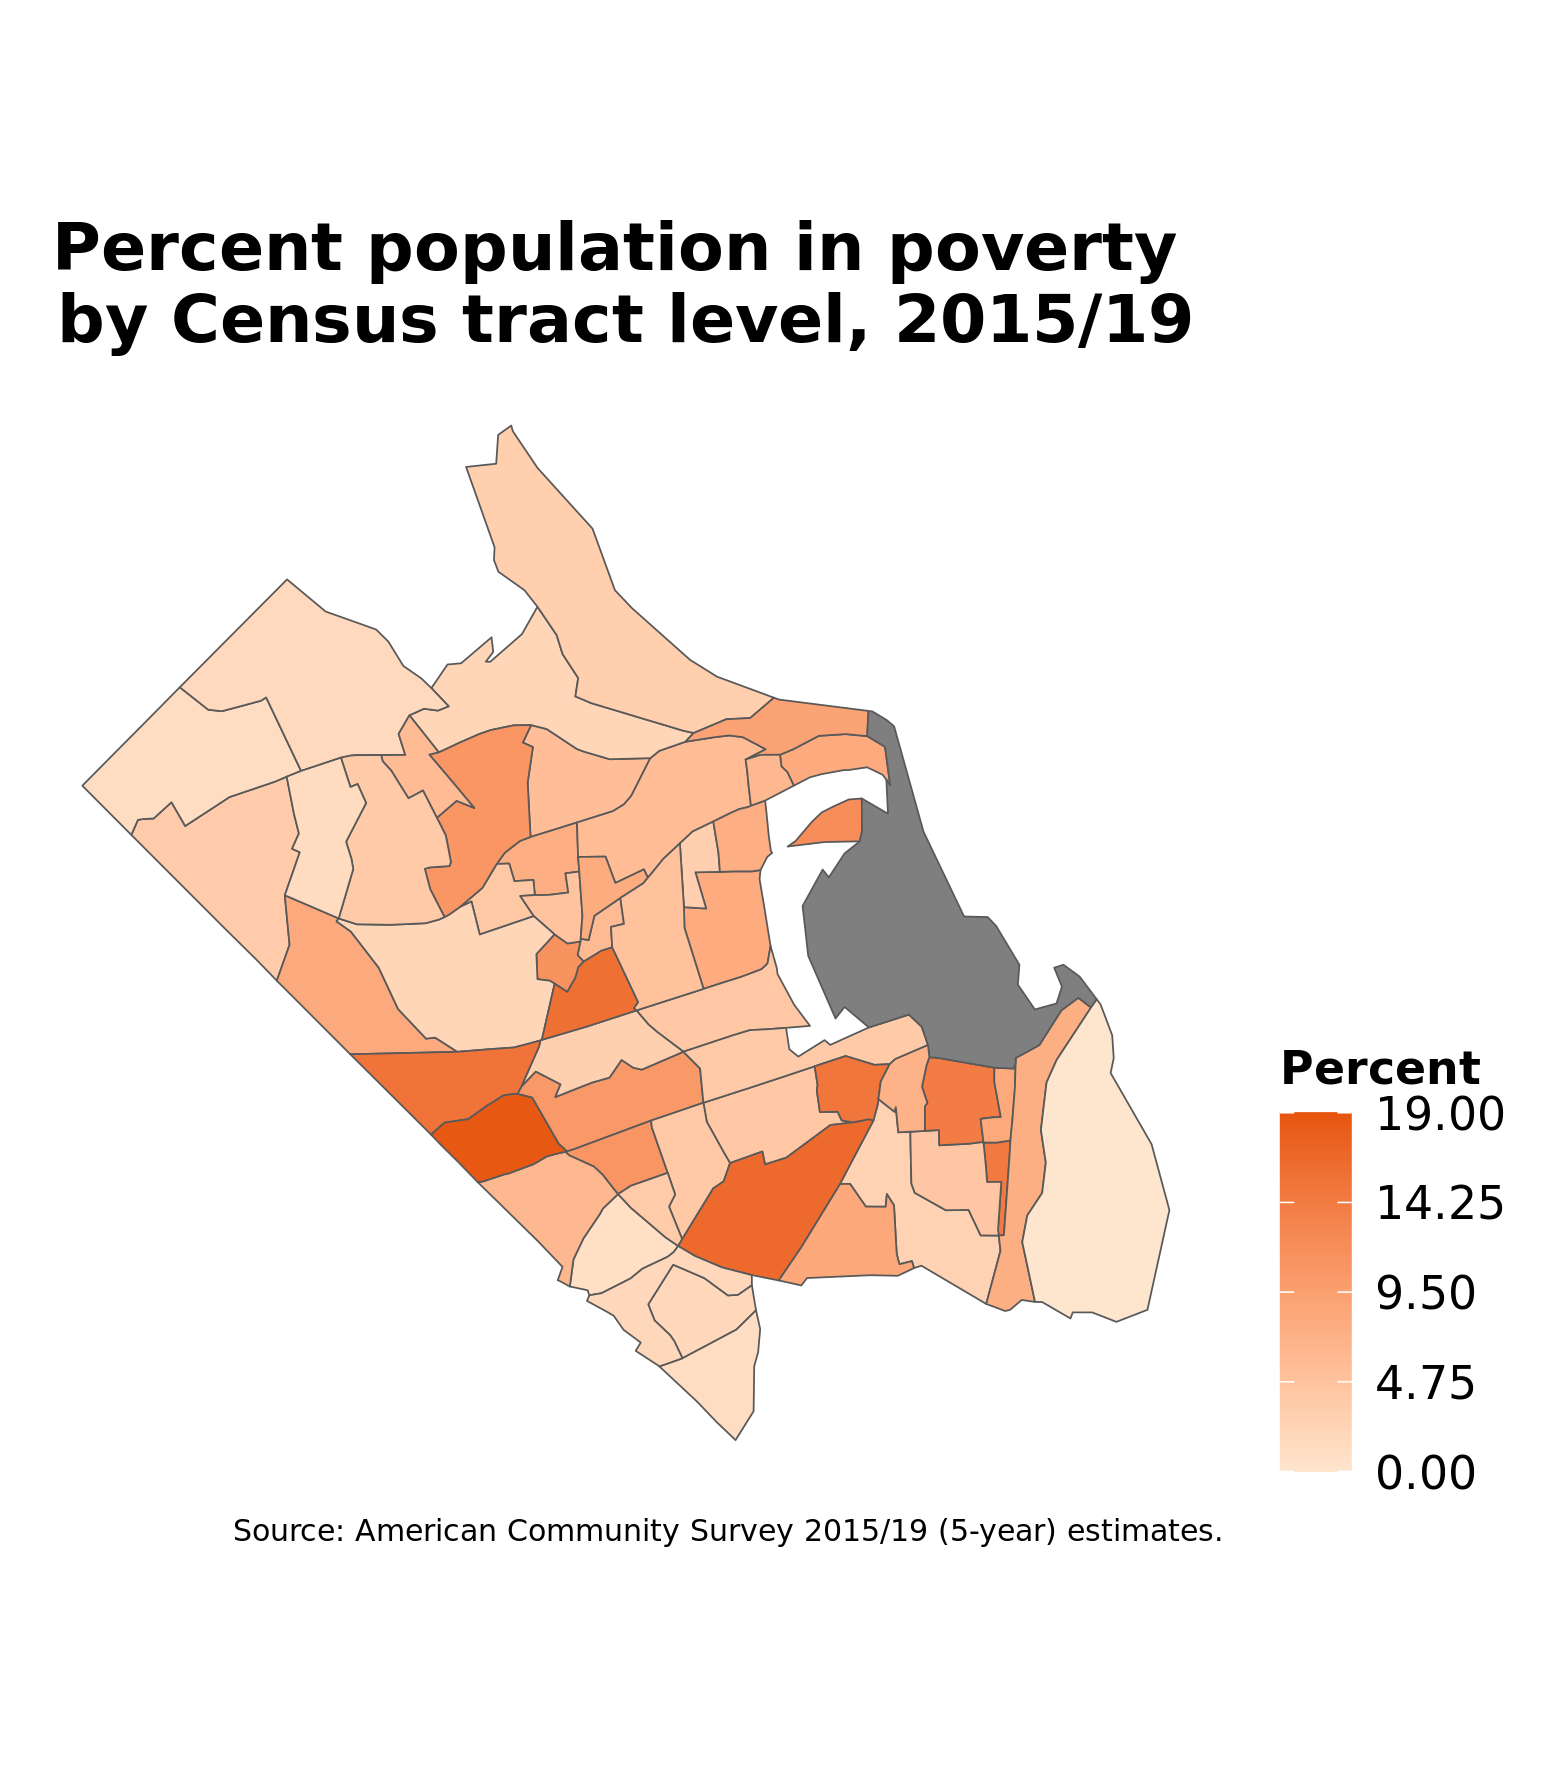 Percent population in poverty
by Census tract level, 2015/19
Percent
19.00
14.25
9.50
4.75
0.00
Source: American Community Survey 2015/19 (5-year) estimates.